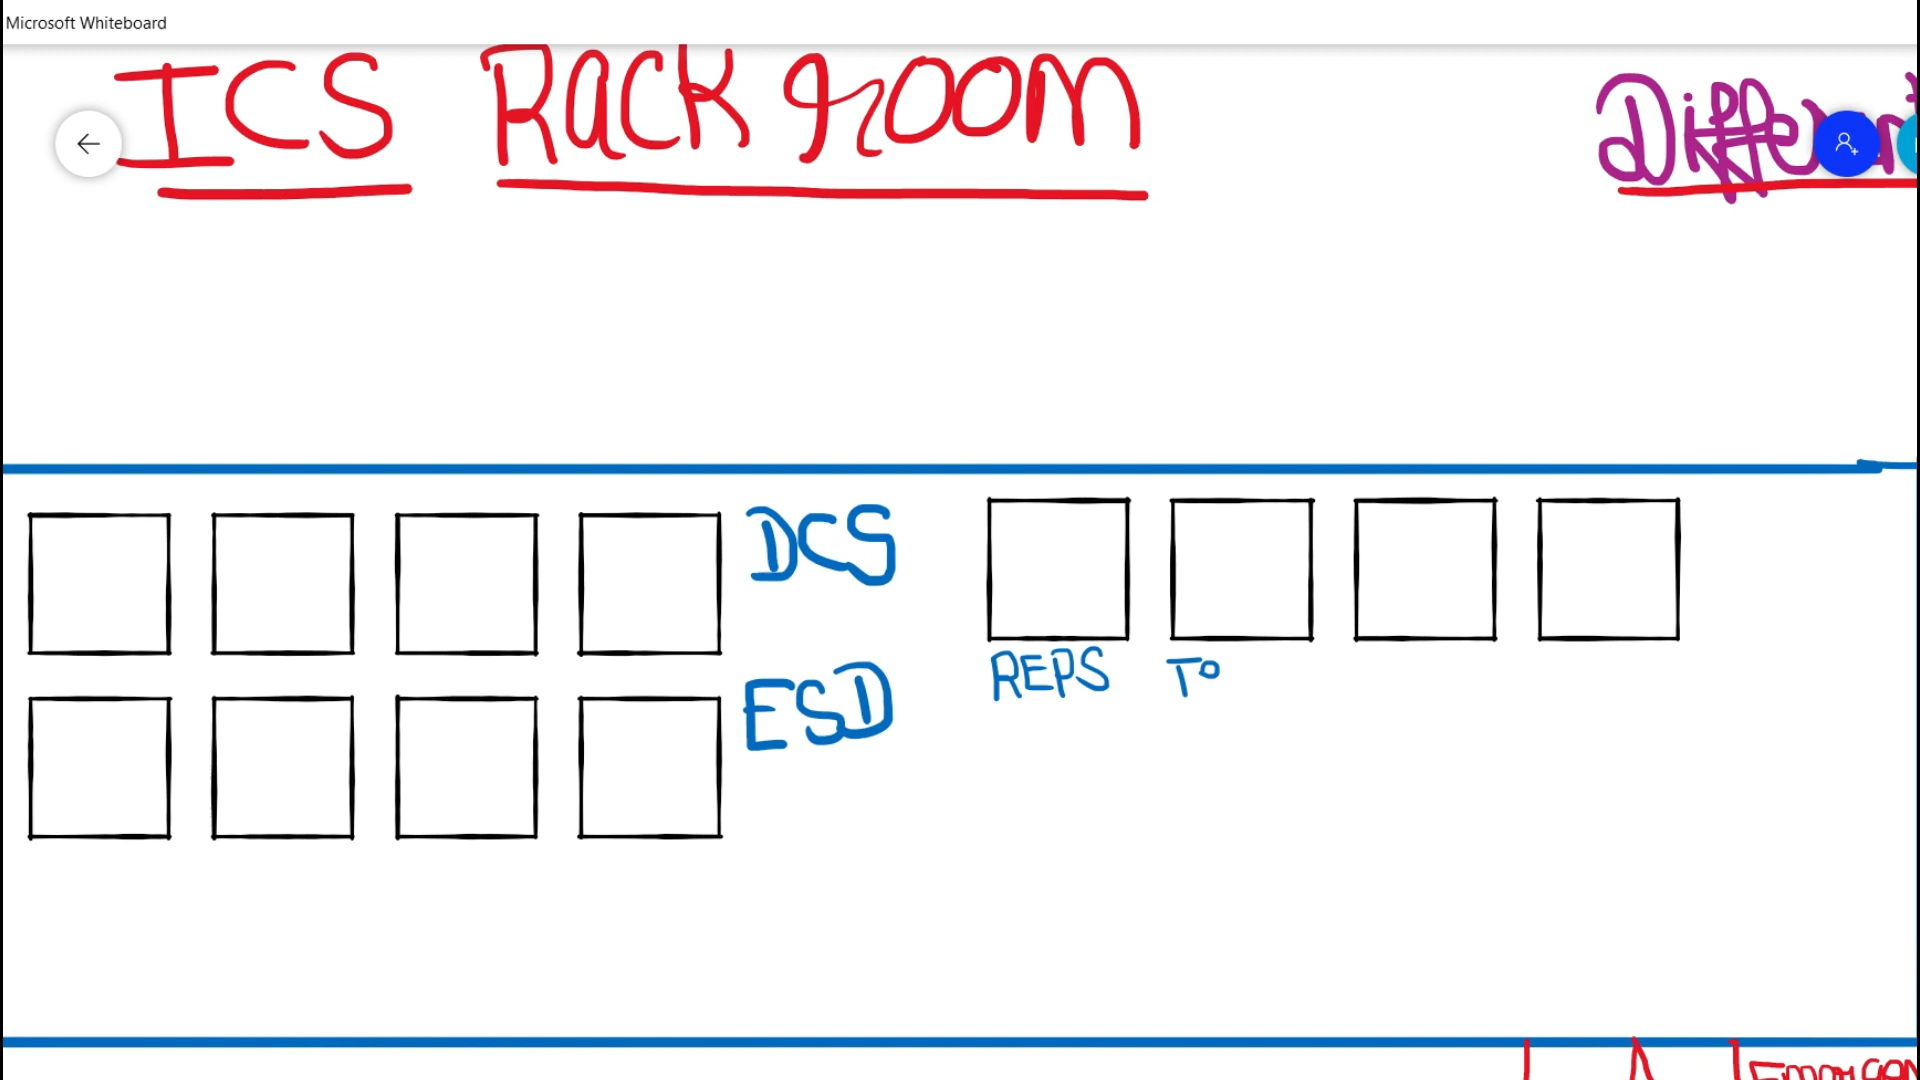 Microsoft Whiteboard
ICS Rack room
DCS
ESD
REPS To